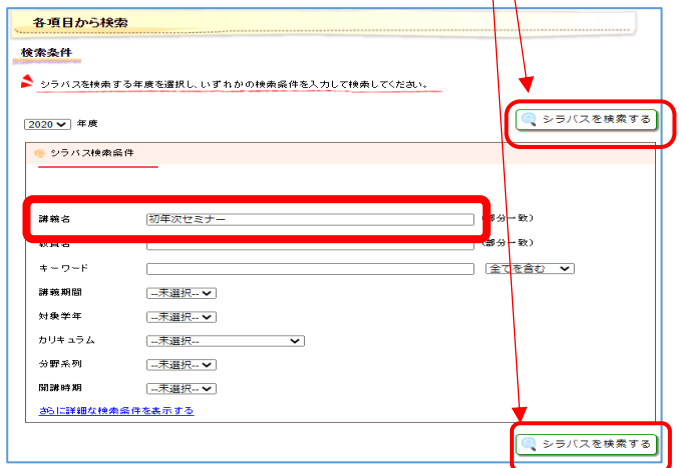 各項目から検索
検索条件
シラバスを検索する年度を選択し、いずれかの検索条件を入力して検索してください。
シラバスを検索する
2020 年度
シラバス検索条件
講義名 初年次セミナー (部分一致)
教員名 (部分一致)
キーワード 全てを含む
講義期間 --未選択--
対象学年 --未選択--
カリキュラム --未選択--
分野系列 --未選択--
開講時期 --未選択--
さらに詳細な検索条件を表示する
シラバスを検索する